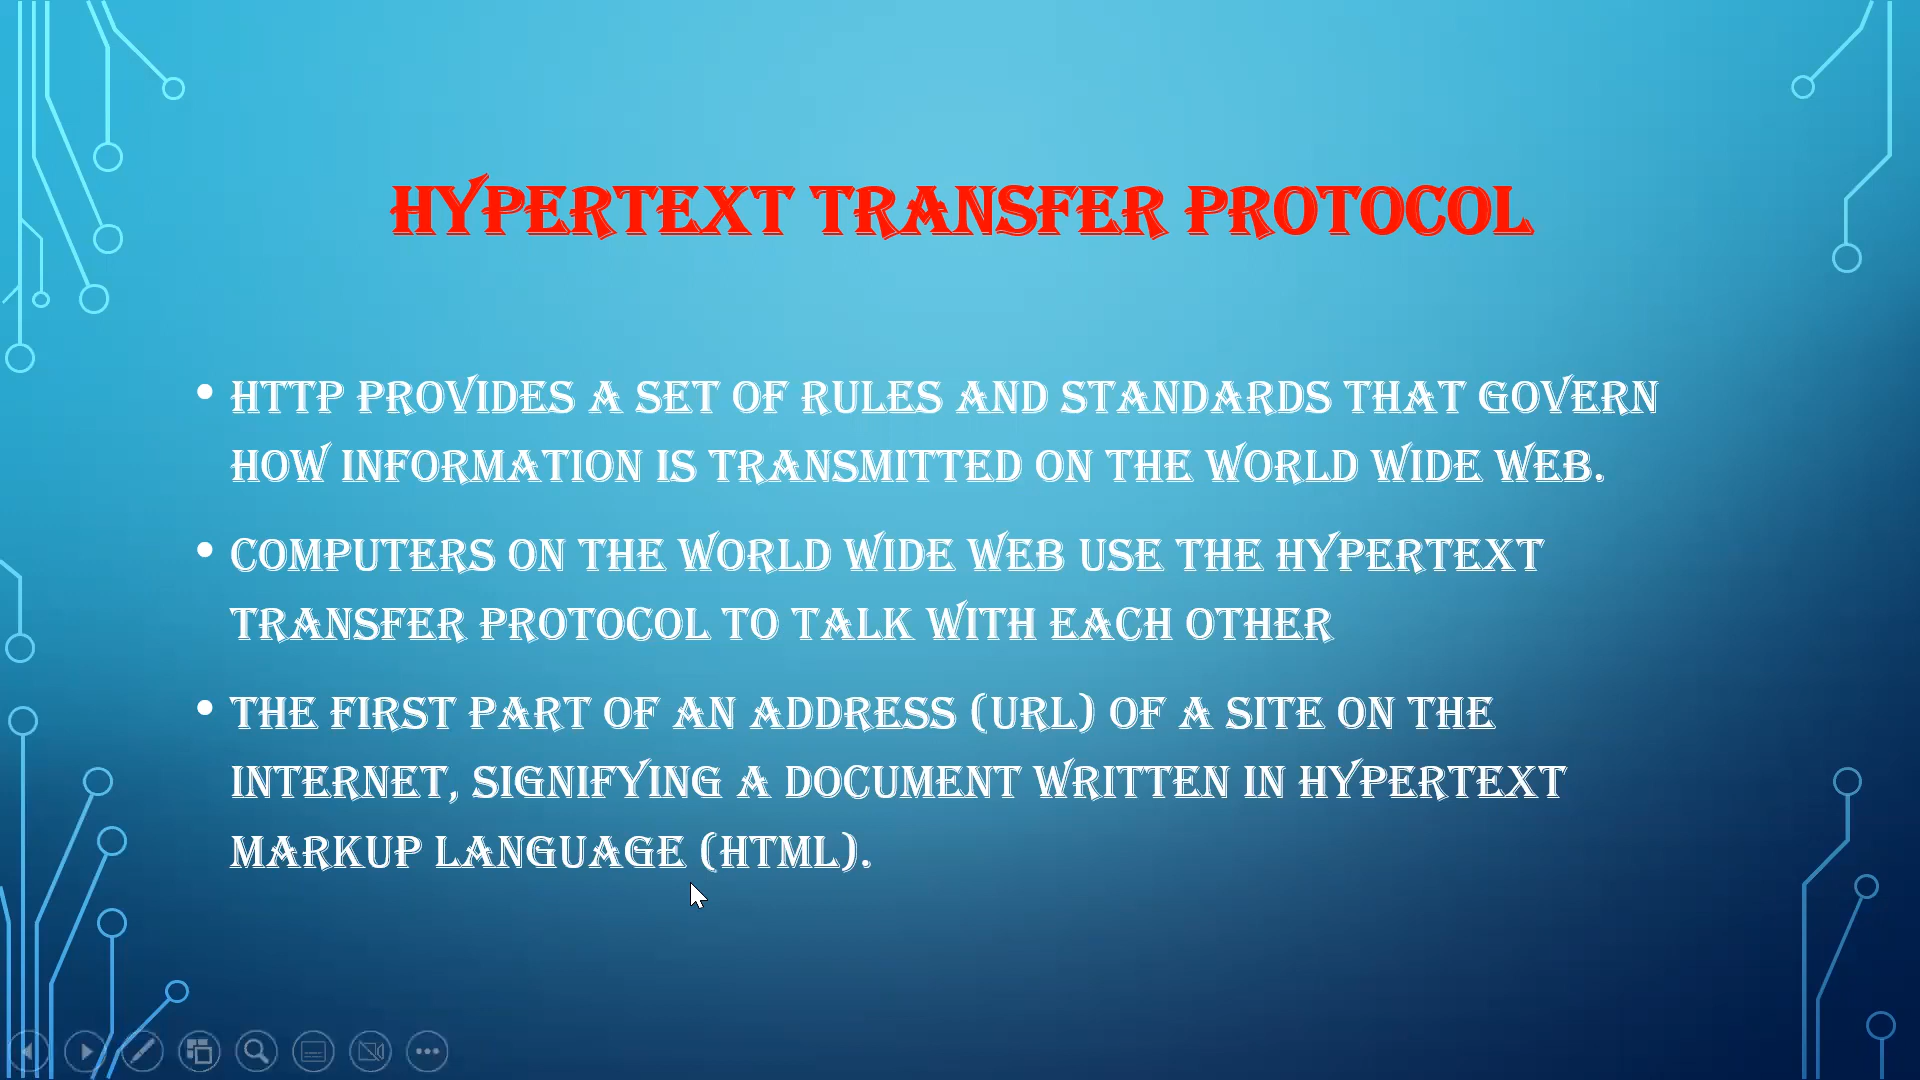 HYPERTEXT TRANSFER PROTOCOL
• HTTP PROVIDES A SET OF RULES AND STANDARDS THAT GOVERN
HOW INFORMATION IS TRANSMITTED ON THE WORLD WIDE WEB.
• COMPUTERS ON THE WORLD WIDE WEB USE THE HYPERTEXT
TRANSFER PROTOCOL TO TALK WITH EACH OTHER
• THE FIRST PART OF AN ADDRESS (URL) OF A SITE ON THE
INTERNET, SIGNIFYING A DOCUMENT WRITTEN IN HYPERTEXT
MARKUP LANGUAGE (HTML).